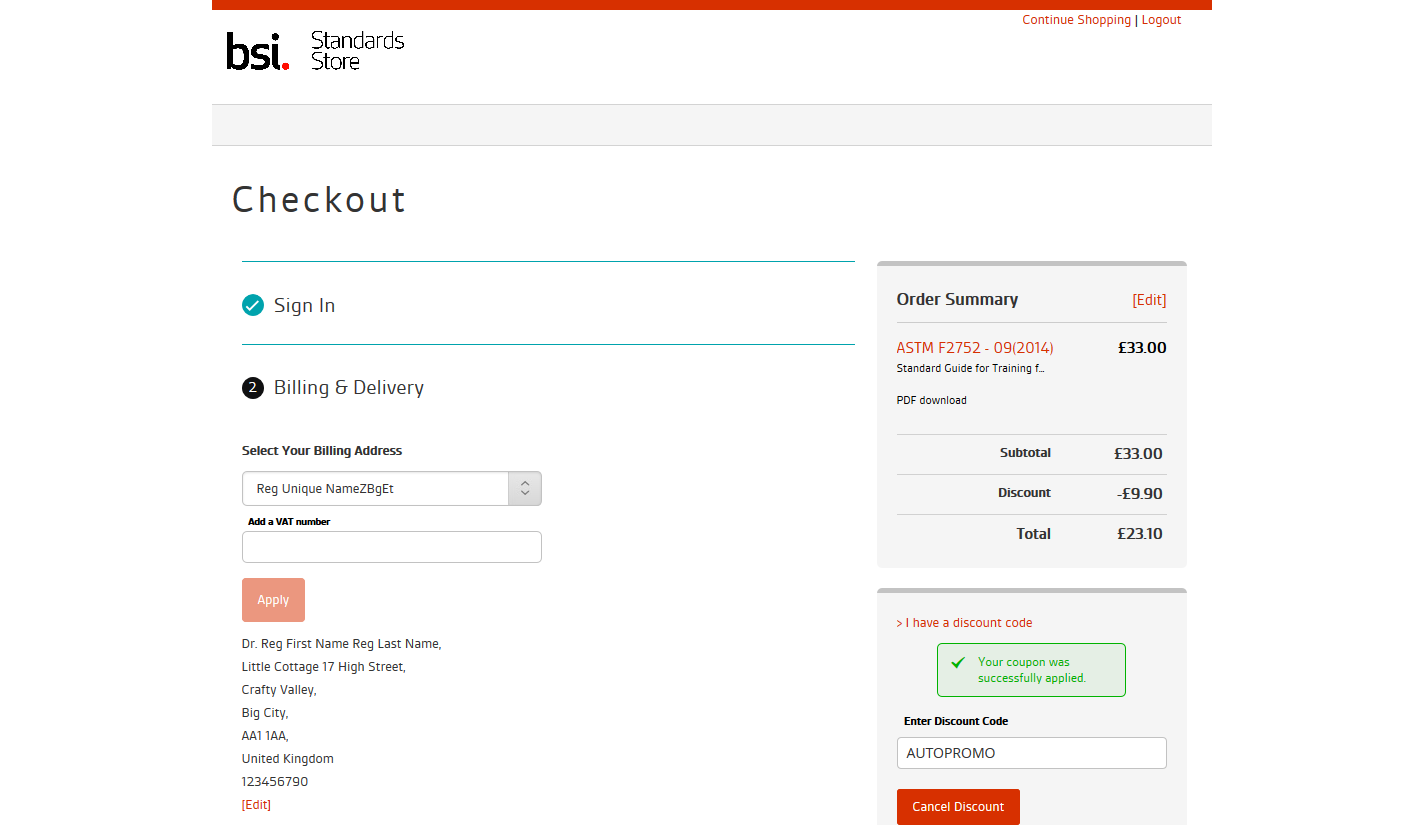 Continue Shopping | Logout
bsi. Standards Store
Checkout
Sign In
2 Billing & Delivery
Select Your Billing Address
Reg Unique NameZBgEt
Add a VAT number
Apply
Dr. Reg First Name Reg Last Name,
Little Cottage 17 High Street,
Crafty Valley,
Big City,
AA1 1AA,
United Kingdom
123456790
[Edit]
Order Summary [Edit]
ASTM F2752 - 09(2014) £33.00
Standard Guide for Training f...
PDF download
Subtotal £33.00
Discount -£9.90
Total £23.10
> I have a discount code
Your coupon was
successfully applied.
Enter Discount Code
AUTOPROMO
Cancel Discount